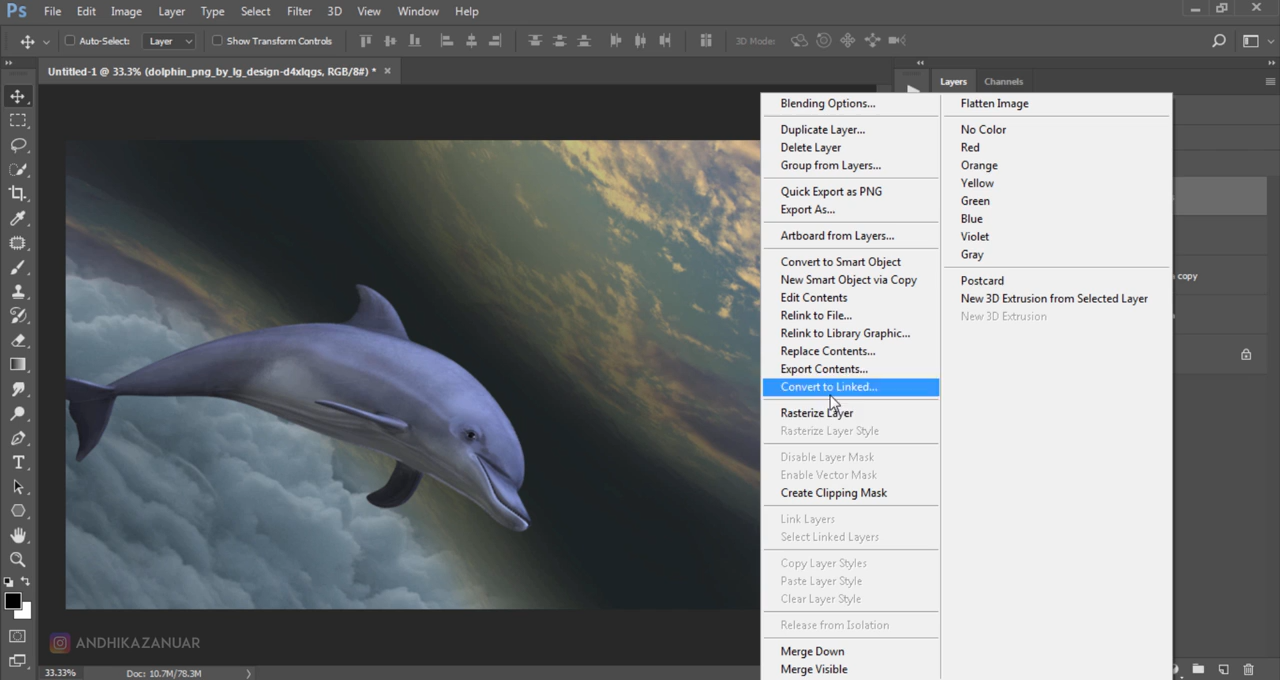 Ps File Edit Image Layer Type Select Filter 3D View Window Help
Auto-Select: Layer Show Transform Controls 3D Mode:
Untitled-1 @ 33.3% (dolphin_png_by_lg_design-d4xlqgs, RGB/8#) * ×
Layers Channels
Blending Options...
Duplicate Layer...
Delete Layer
Group from Layers...
Quick Export as PNG
Export As...
Artboard from Layers...
Convert to Smart Object
New Smart Object via Copy
Edit Contents
Relink to File...
Relink to Library Graphic...
Replace Contents...
Export Contents...
Convert to Linked...
Rasterize Layer
Rasterize Layer Style
Disable Layer Mask
Enable Vector Mask
Create Clipping Mask
Link Layers
Select Linked Layers
Copy Layer Styles
Paste Layer Style
Clear Layer Style
Release from Isolation
Merge Down
Merge Visible
Flatten Image
No Color
Red
Orange
Yellow
Green
Blue
Violet
Gray
Postcard
New 3D Extrusion from Selected Layer
New 3D Extrusion
copy
ANDHIKAZANUAR
33.33% Doc: 10.7M/78.3M